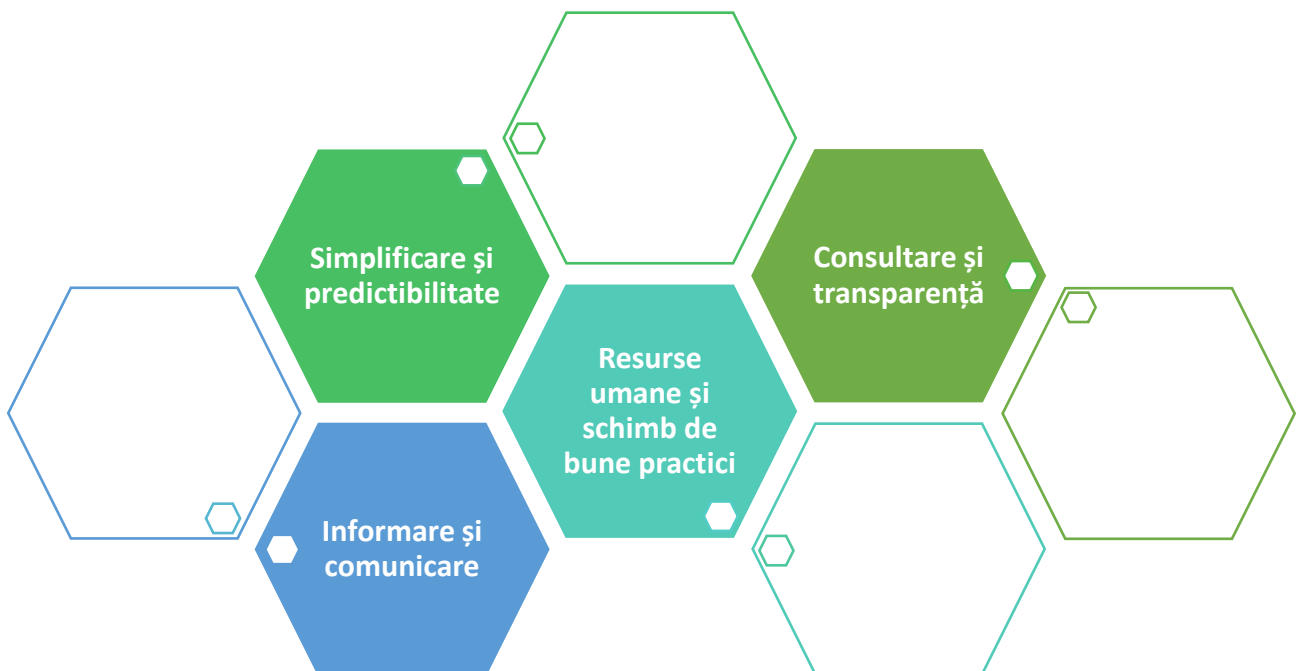 Simplificare și
predictibilitate
Consultare și
transparență
Resurse
umane și
schimb de
bune practici
Informare și
comunicare